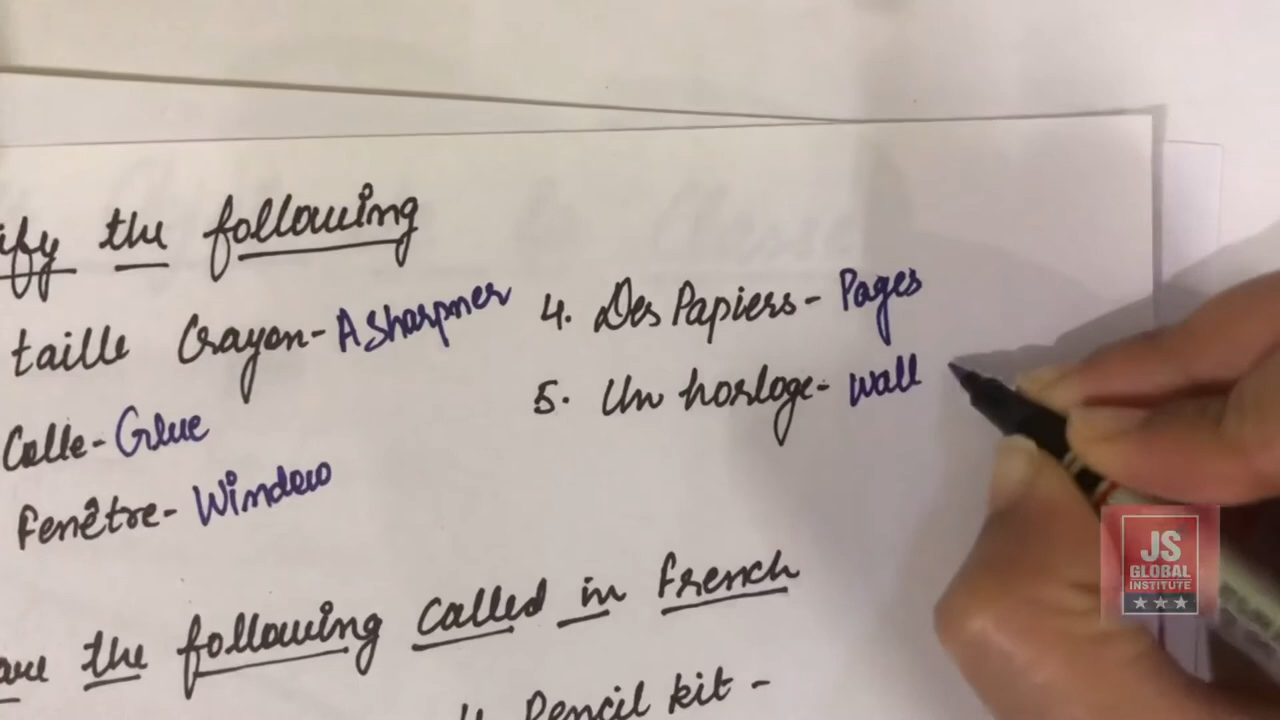 ify the following
taille Crayon- A Sharpner
Colle- Glue
Fenêtre- Window
4. Des Papiers- Pages
5. Un horloge- wall
are the following called in french
4. Pencil kit -
JS
GLOBAL
INSTITUTE